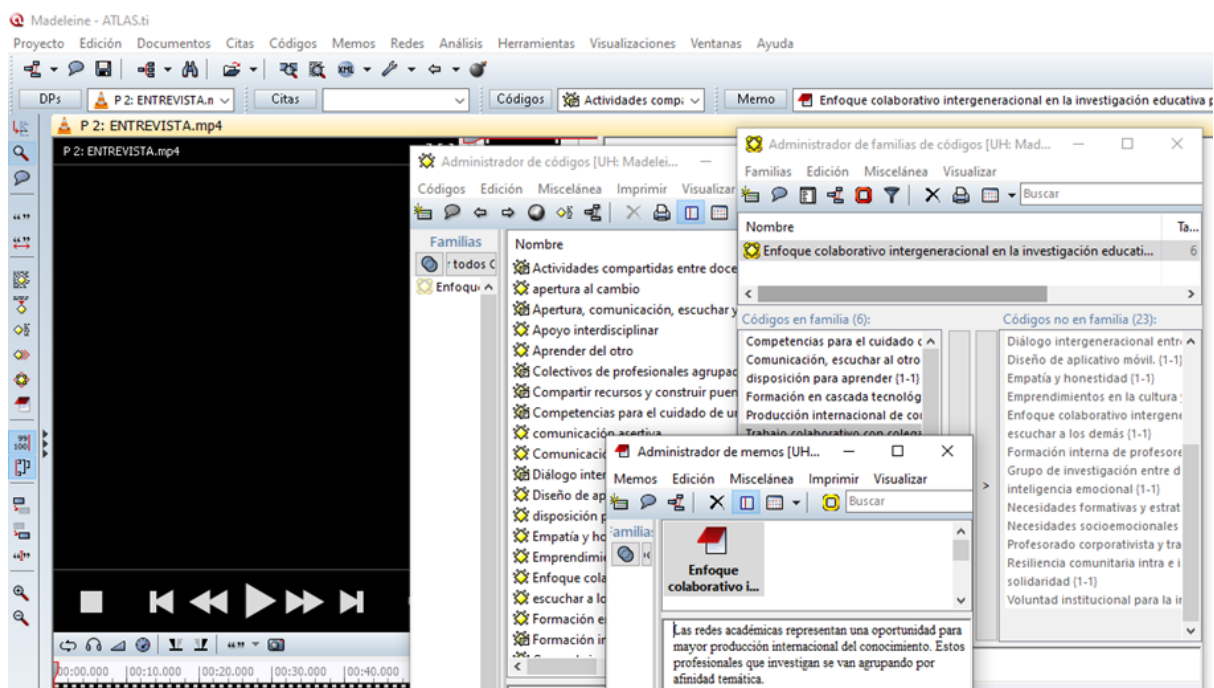 Madeleine - ATLAS.ti
Proyecto Edición Documentos Citas Códigos Memos Redes Análisis Herramientas Visualizaciones Ventanas Ayuda
DPs P 2: ENTREVISTA.n Citas Códigos Actividades comp Memo Enfoque colaborativo intergeneracional en la investigación educativa p
P 2: ENTREVISTA.mp4
P 2: ENTREVISTA.mp4
Administrador de códigos [UH: Madelei...
Códigos Edición Miscelánea Imprimir Visualizar
Familias
r todos C
Enfoqu
Nombre
Actividades compartidas entre doce
apertura al cambio
Apertura, comunicación, escuchar y
Apoyo interdisciplinar
Aprender del otro
Colectivos de profesionales agrupad
Compartir recursos y construir puen
Competencias para el cuidado de un
comunicación asertiva
Comunicació
Diálogo inter
Diseño de ap
disposición p
Empatía y ho
Emprendimie
Enfoque cola
escuchar a lo
Formación e
Formación in
Administrador de familias de códigos [UH: Mad...
Familias Edición Miscelánea Visualizar
Buscar
Nombre Ta...
Enfoque colaborativo intergeneracional en la investigación educati... 6
Códigos en familia (6):
Competencias para el cuidado d
Comunicación, escuchar al otro
disposición para aprender {1-1}
Formación en cascada tecnológ
Producción internacional de co
Trabajo colaborativo con colega
>
Códigos no en familia (23):
Diálogo intergeneracional entr
Diseño de aplicativo móvil. {1-1}
Empatía y honestidad {1-1}
Emprendimientos en la cultura
Enfoque colaborativo intergene
escuchar a los demás {1-1}
Formación interna de profesore
Grupo de investigación entre d
inteligencia emocional {1-1}
Necesidades formativas y estrat
Necesidades socioemocionales
Profesorado corporativista y tra
Resiliencia comunitaria intra e i
solidaridad {1-1}
Voluntad institucional para la in
Administrador de memos [UH...
Memos Edición Miscelánea Imprimir Visualizar
Buscar
Familias
Enfoque
colaborativo i...
Las redes académicas representan una oportunidad para
mayor producción internacional del conocimiento. Estos
profesionales que investigan se van agrupando por
afinidad temática.
00:00.000 00:10.000 00:20.000 00:30.000 00:40.000